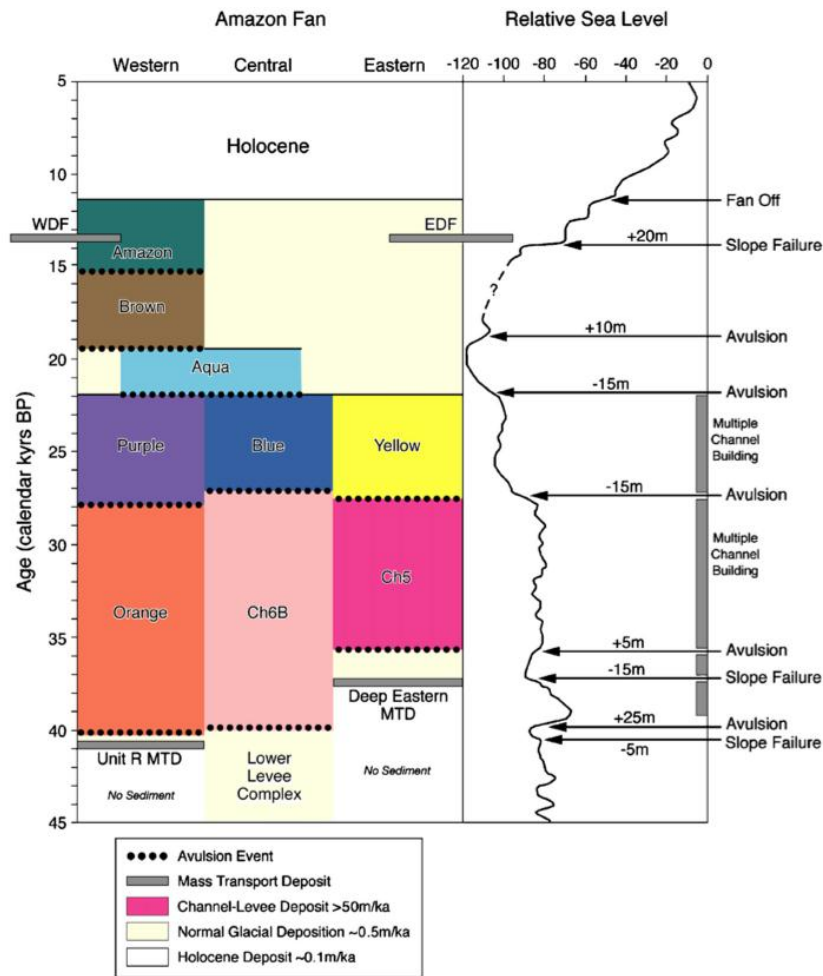 Amazon Fan
Relative Sea Level
Western Central Eastern
-120 -100 -80 -60 -40 -20 0
5
Holocene
10
Fan Off
WDF
EDF
+20m
Slope Failure
Amazon
15
Brown
?
+10m
Avulsion
20
Aqua
-15m
Avulsion
Multiple
Channel
Building
Purple
Blue
Yellow
25
-15m
Avulsion
Age (calendar kyrs BP)
30
Multiple
Channel
Building
Orange
Ch6B
Ch5
35
+5m
Avulsion
-15m
Slope Failure
Deep Eastern
MTD
+25m
Avulsion
40
Slope Failure
-5m
Unit R MTD
Lower
Levee
Complex
No Sediment
No Sediment
45
Avulsion Event
Mass Transport Deposit
Channel-Levee Deposit >50m/ka
Normal Glacial Deposition ~0.5m/ka
Holocene Deposit ~0.1m/ka